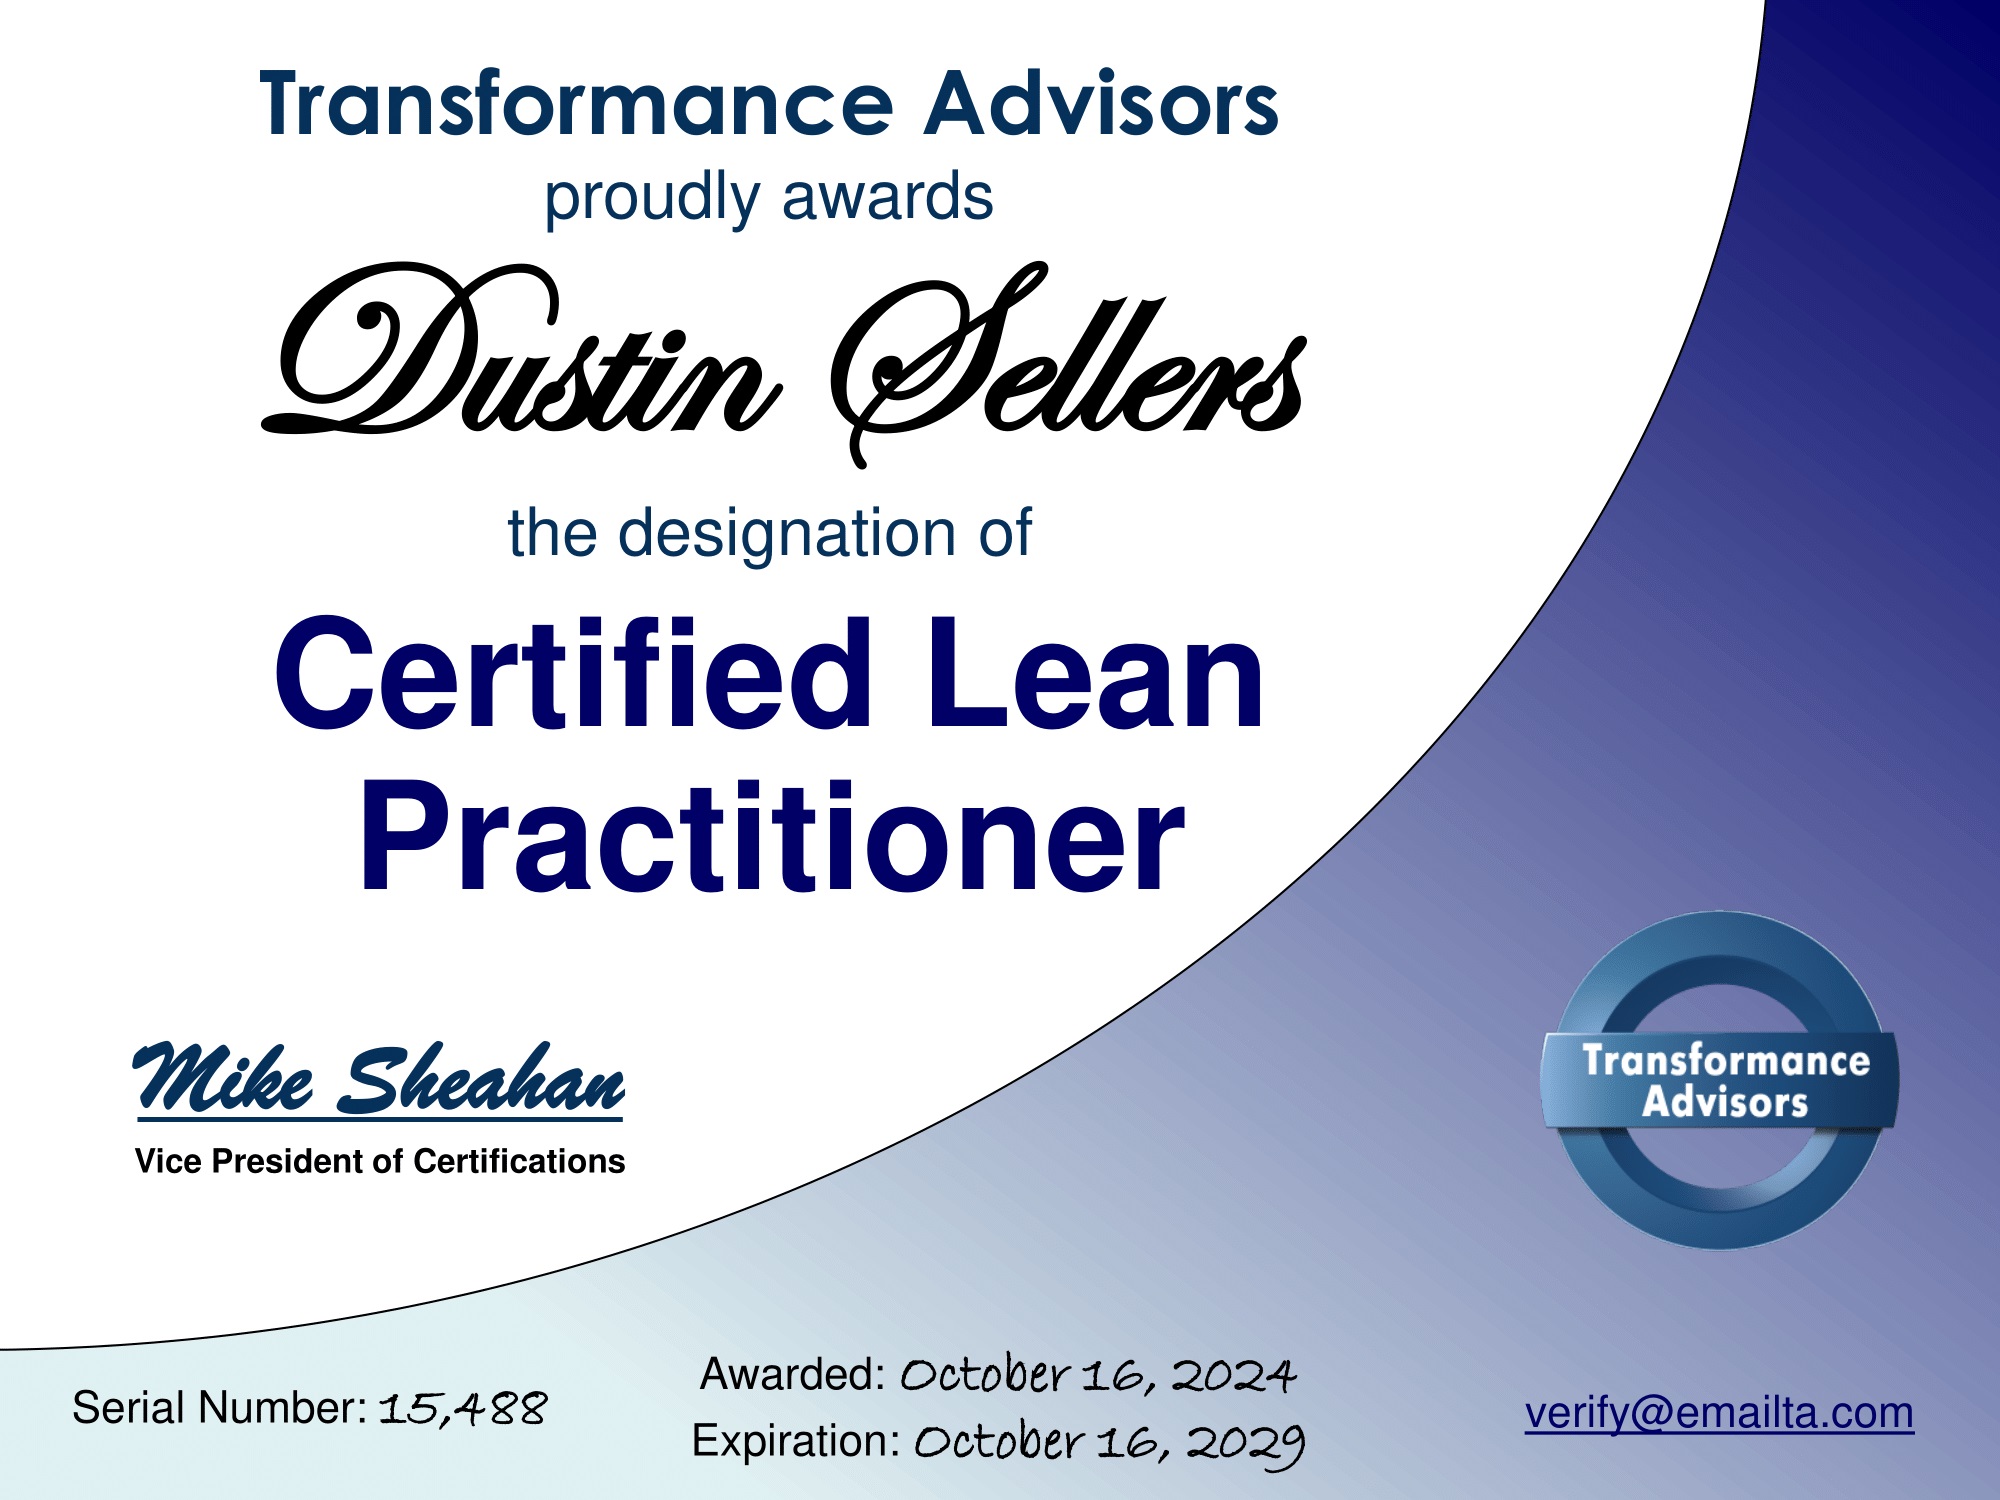 Transformance Advisors
proudly awards
Dustin Sellers
the designation of
Certified Lean
Practitioner
Mike Sheahan
Vice President of Certifications
Transformance
Advisors
Serial Number: 15,488
Awarded: October 16, 2024
Expiration: October 16, 2029
verify@emailta.com